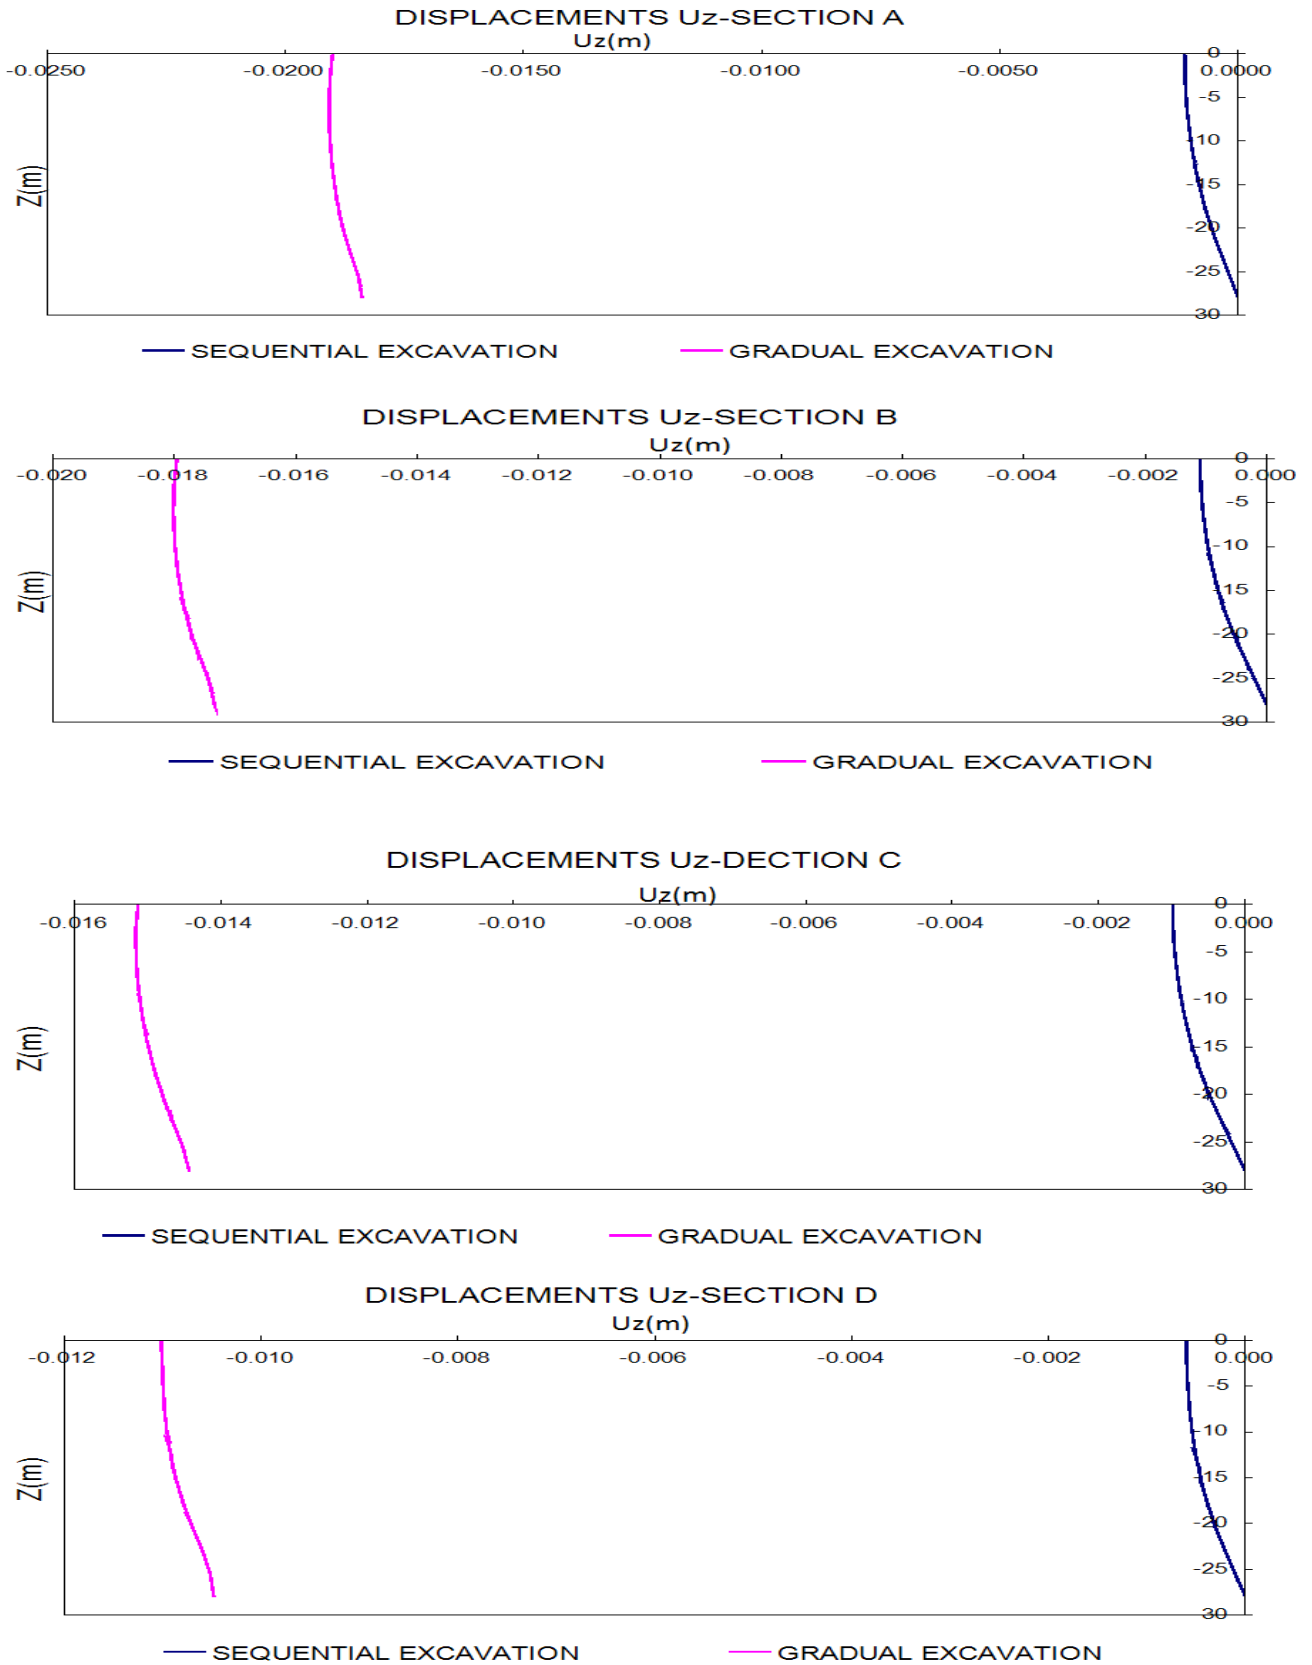 DISPLACEMENTS Uz-SECTION A
Uz(m)
-0.0250 -0.0200 -0.0150 -0.0100 -0.0050 0.0000
0
-5
-10
-15
-20
-25
30
Z(m)
SEQUENTIAL EXCAVATION GRADUAL EXCAVATION
DISPLACEMENTS Uz-SECTION B
Uz(m)
-0.020 -0.018 -0.016 -0.014 -0.012 -0.010 -0.008 -0.006 -0.004 -0.002 0.000
0
-5
-10
-15
-20
-25
30
Z(m)
SEQUENTIAL EXCAVATION GRADUAL EXCAVATION
DISPLACEMENTS Uz-DECTION C
Uz(m)
-0.016 -0.014 -0.012 -0.010 -0.008 -0.006 -0.004 -0.002 0.000
0
-5
-10
-15
-20
-25
30
Z(m)
SEQUENTIAL EXCAVATION GRADUAL EXCAVATION
DISPLACEMENTS Uz-SECTION D
Uz(m)
-0.012 -0.010 -0.008 -0.006 -0.004 -0.002 0.000
0
-5
-10
-15
-20
-25
30
Z(m)
SEQUENTIAL EXCAVATION GRADUAL EXCAVATION